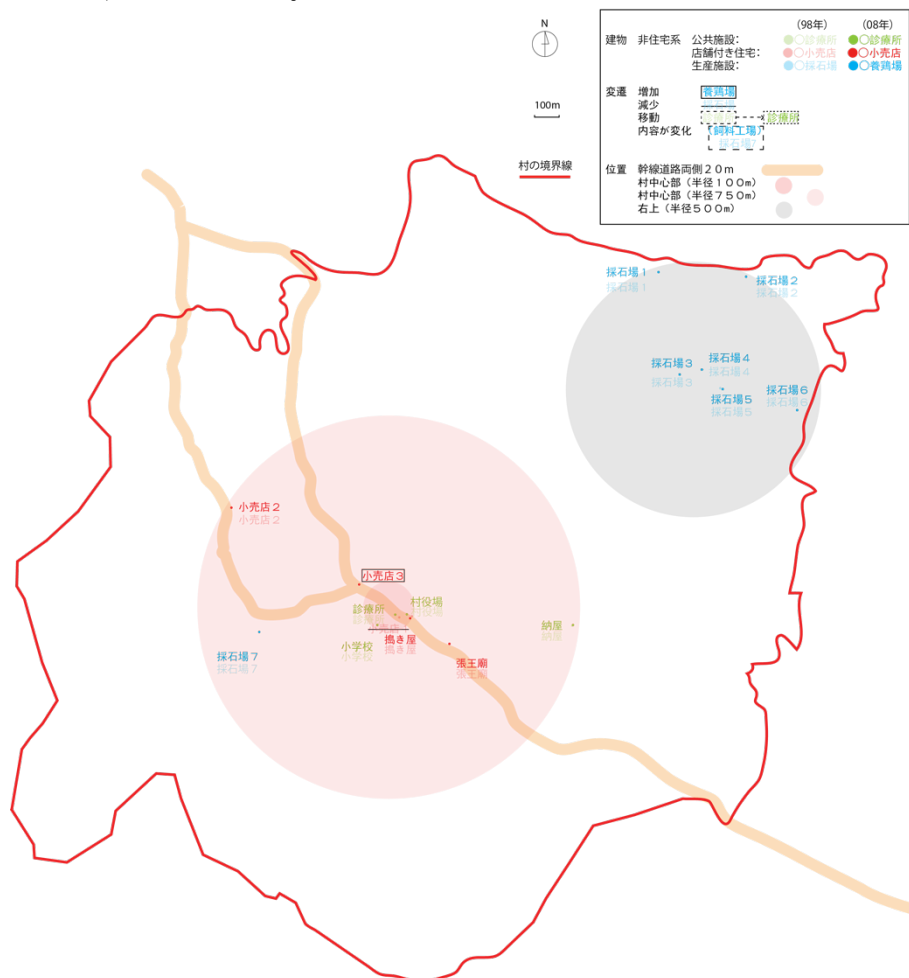 N
100m
村の境界線
(98年) (08年)
建物 非住宅系 公共施設: ●○診療所 ●○診療所
店舗付き住宅: ●○小売店 ●○小売店
生産施設: ●○採石場 ●○養鶏場
変遷 増加 養鶏場
減少
移動 診療所 診療所
内容が変化 (飼料工場)
採石場7
位置 幹線道路両側20m
村中心部(半径100m)
村中心部(半径750m)
右上(半径500m)
採石場1
採石場1
採石場2
採石場2
採石場3
採石場3
採石場4
採石場4
採石場5
採石場5
採石場6
採石場6
小売店2
小売店2
小売店3
診療所
診療所
村役場
村役場
小売店1
搗き屋
搗き屋
小学校
小学校
納屋
納屋
張王廟
張王廟
採石場7
採石場7